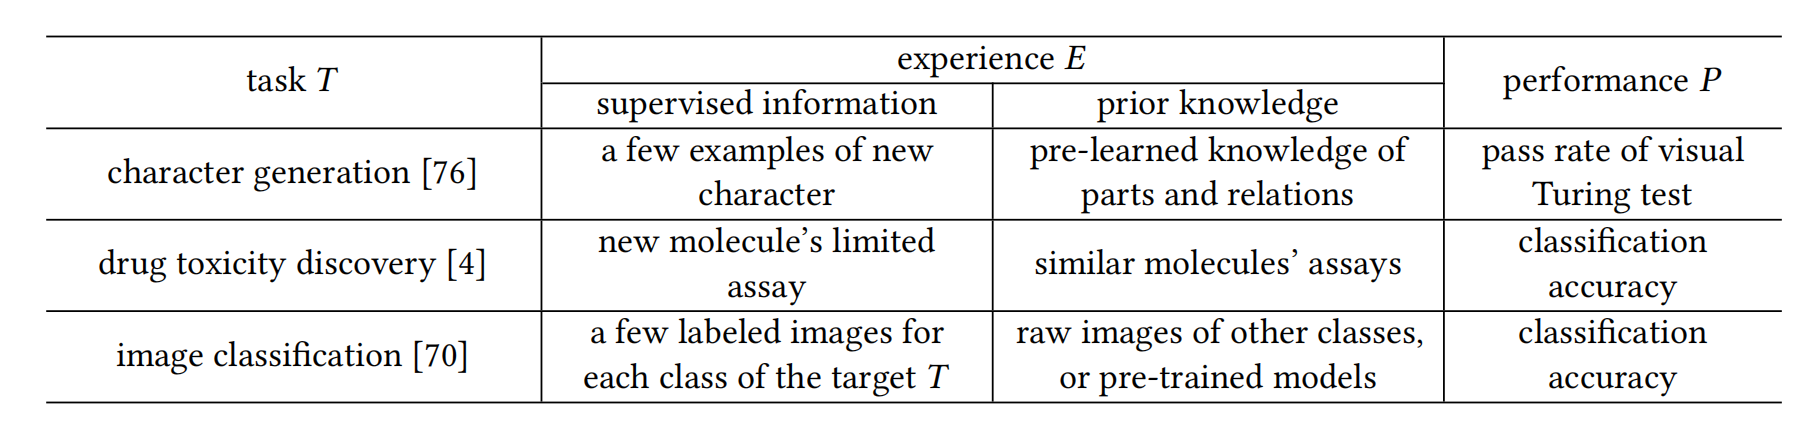 task T
experience E
performance P
supervised information
prior knowledge
character generation [76]
a few examples of new
character
pre-learned knowledge of
parts and relations
pass rate of visual
Turing test
drug toxicity discovery [4]
new molecule’s limited
assay
similar molecules’ assays
classification
accuracy
image classification [70]
a few labeled images for
each class of the target T
raw images of other classes,
or pre-trained models
classification
accuracy